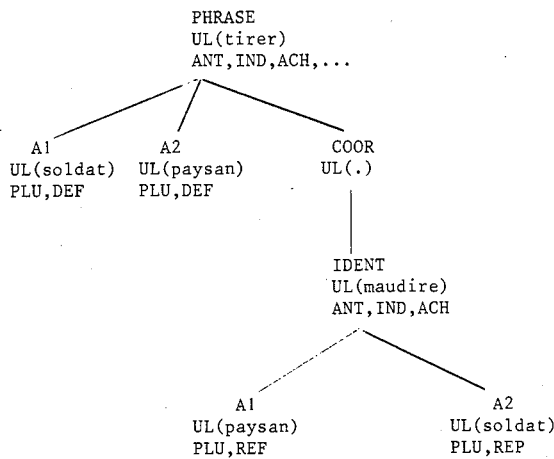 PHRASE
UL(tirer)
ANT,IND,ACH,...
A1
UL(soldat)
PLU,DEF
A2
UL(paysan)
PLU,DEF
COOR
UL(.)
IDENT
UL(maudire)
ANT,IND,ACH
A1
UL(paysan)
PLU,REF
A2
UL(soldat)
PLU,REP